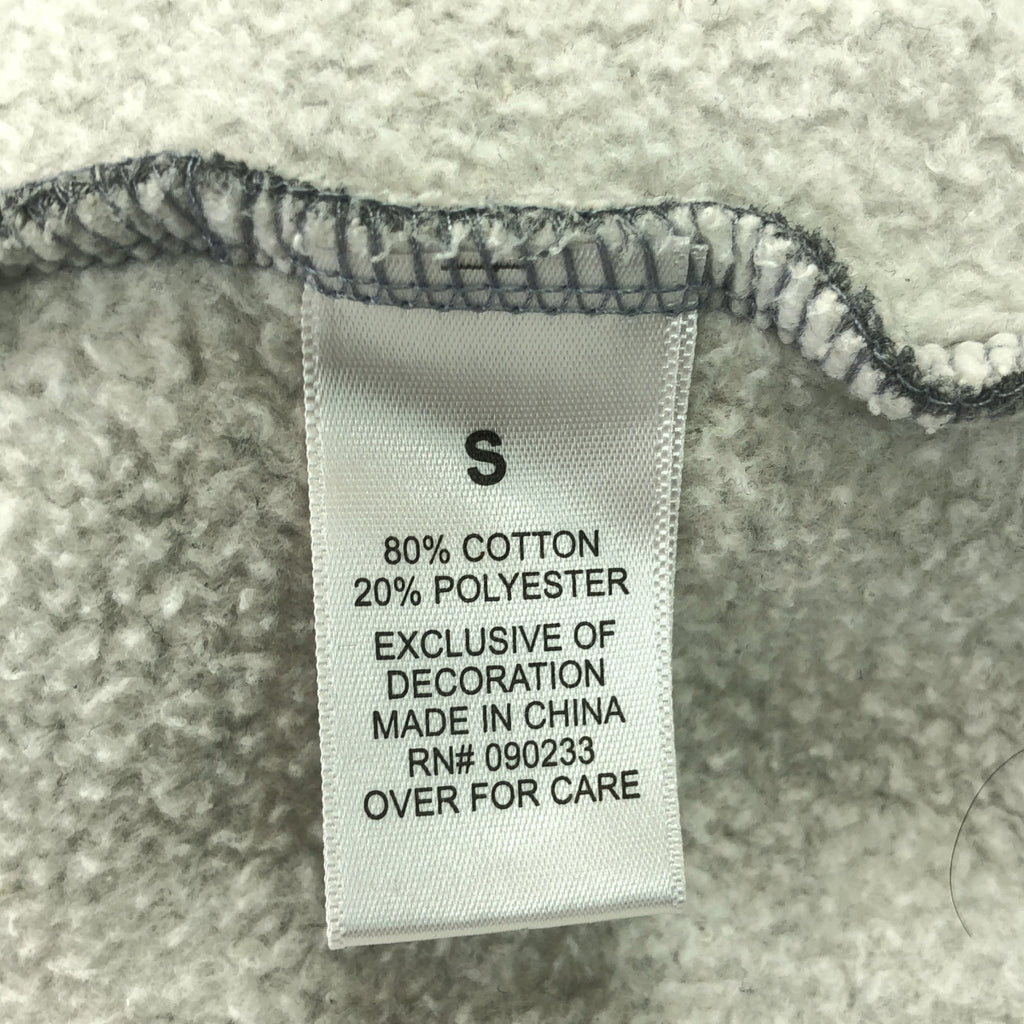 S
80% COTTON
20% POLYESTER
EXCLUSIVE OF
DECORATION
MADE IN CHINA
RN# 090233
OVER FOR CARE